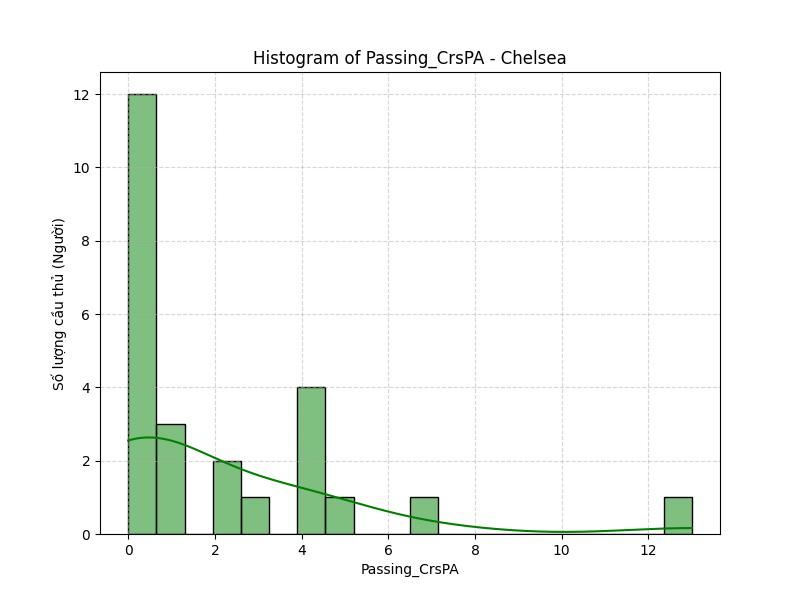 Histogram of Passing_CrsPA - Chelsea
Số lượng cầu thủ (Người)
12
10
8
6
4
2
0
0 2 4 6 8 10 12
Passing_CrsPA